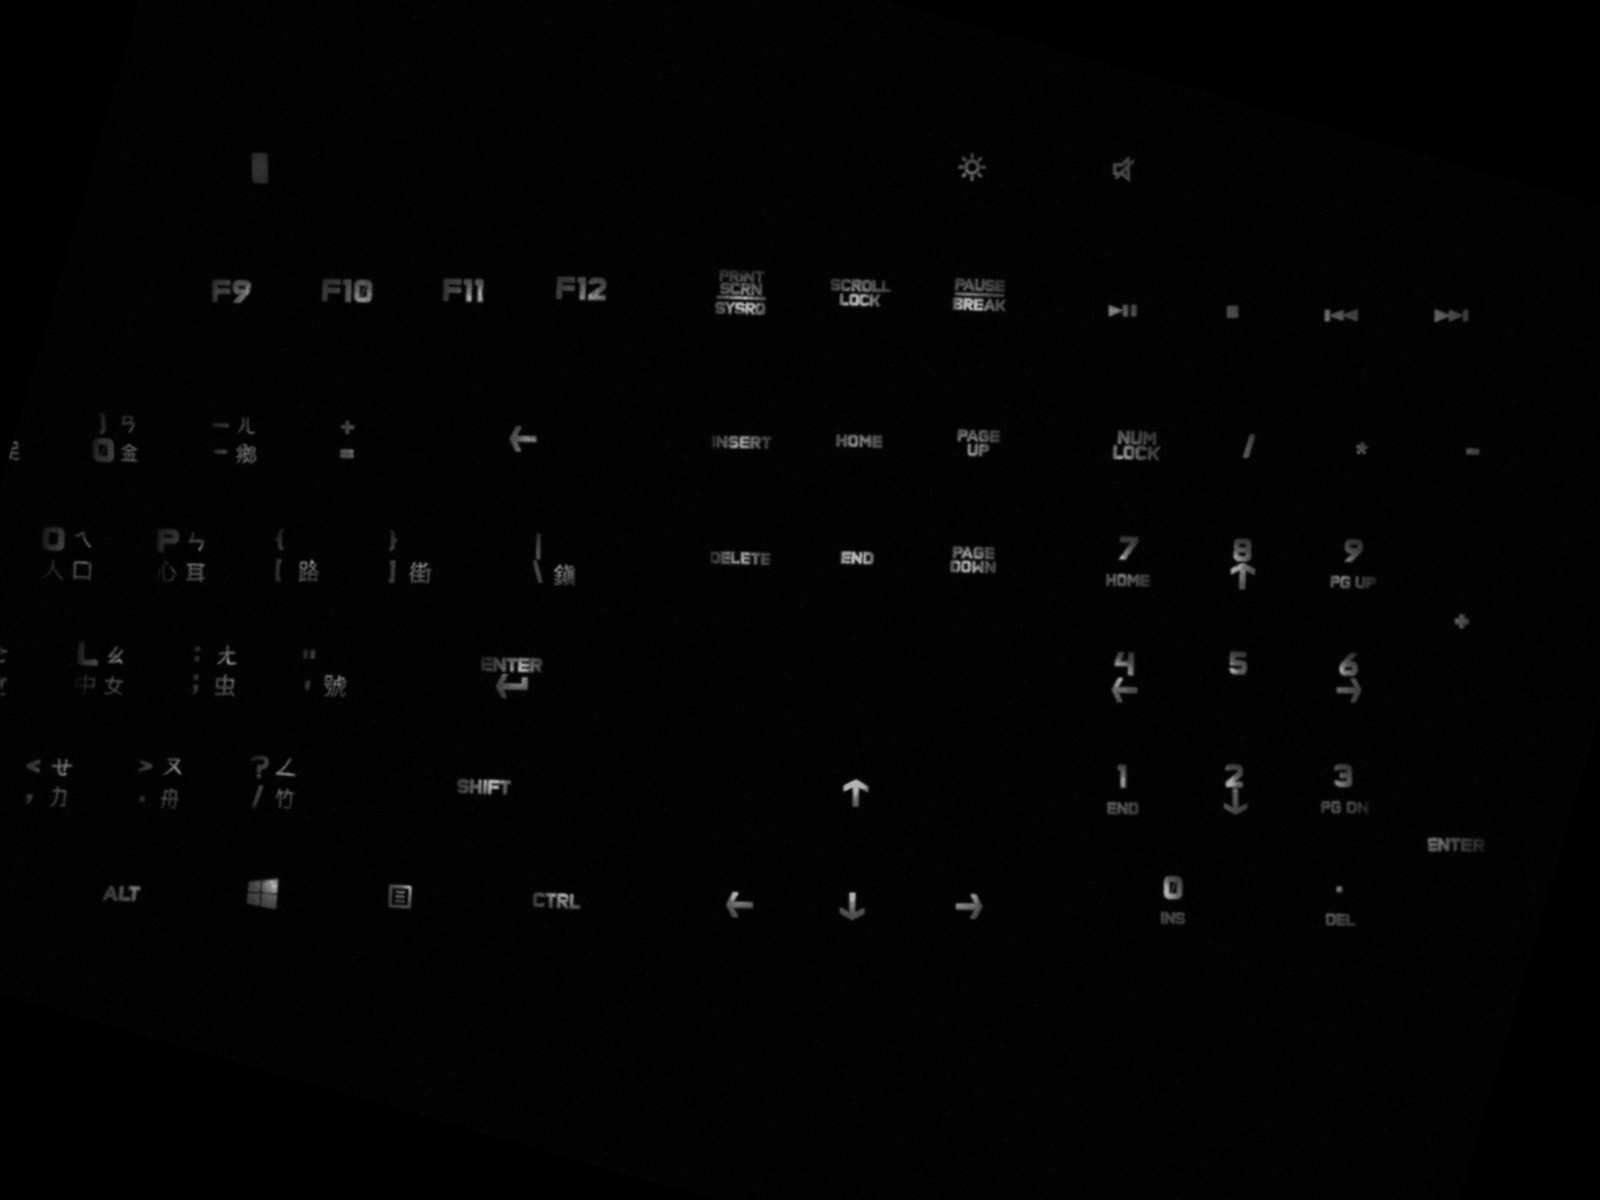 F9 F10 F11 F12 PRINT SCRN SYSRQ SCROLL LOCK PAUSE BREAK
) ㄢ - ㄦ + ← INSERT HOME PAGE UP NUM LOCK / * -
0 金 - 鄉 =
O ㄟ P ㄣ { } | DELETE END PAGE DOWN 7 8 9
人 口 心 耳 [ 路 ] 街 \ 鎭 HOME ↑ PG UP
+
L ㄠ : ㄤ " ENTER 4 5 6
中 女 ; 虫 ' 號 ← →
< ㄝ > ㄡ ? ㄥ SHIFT ↑ 1 2 3
, 力 . 舟 / 竹 END ↓ PG DN
ENTER
ALT CTRL ← ↓ → 0 .
INS DEL